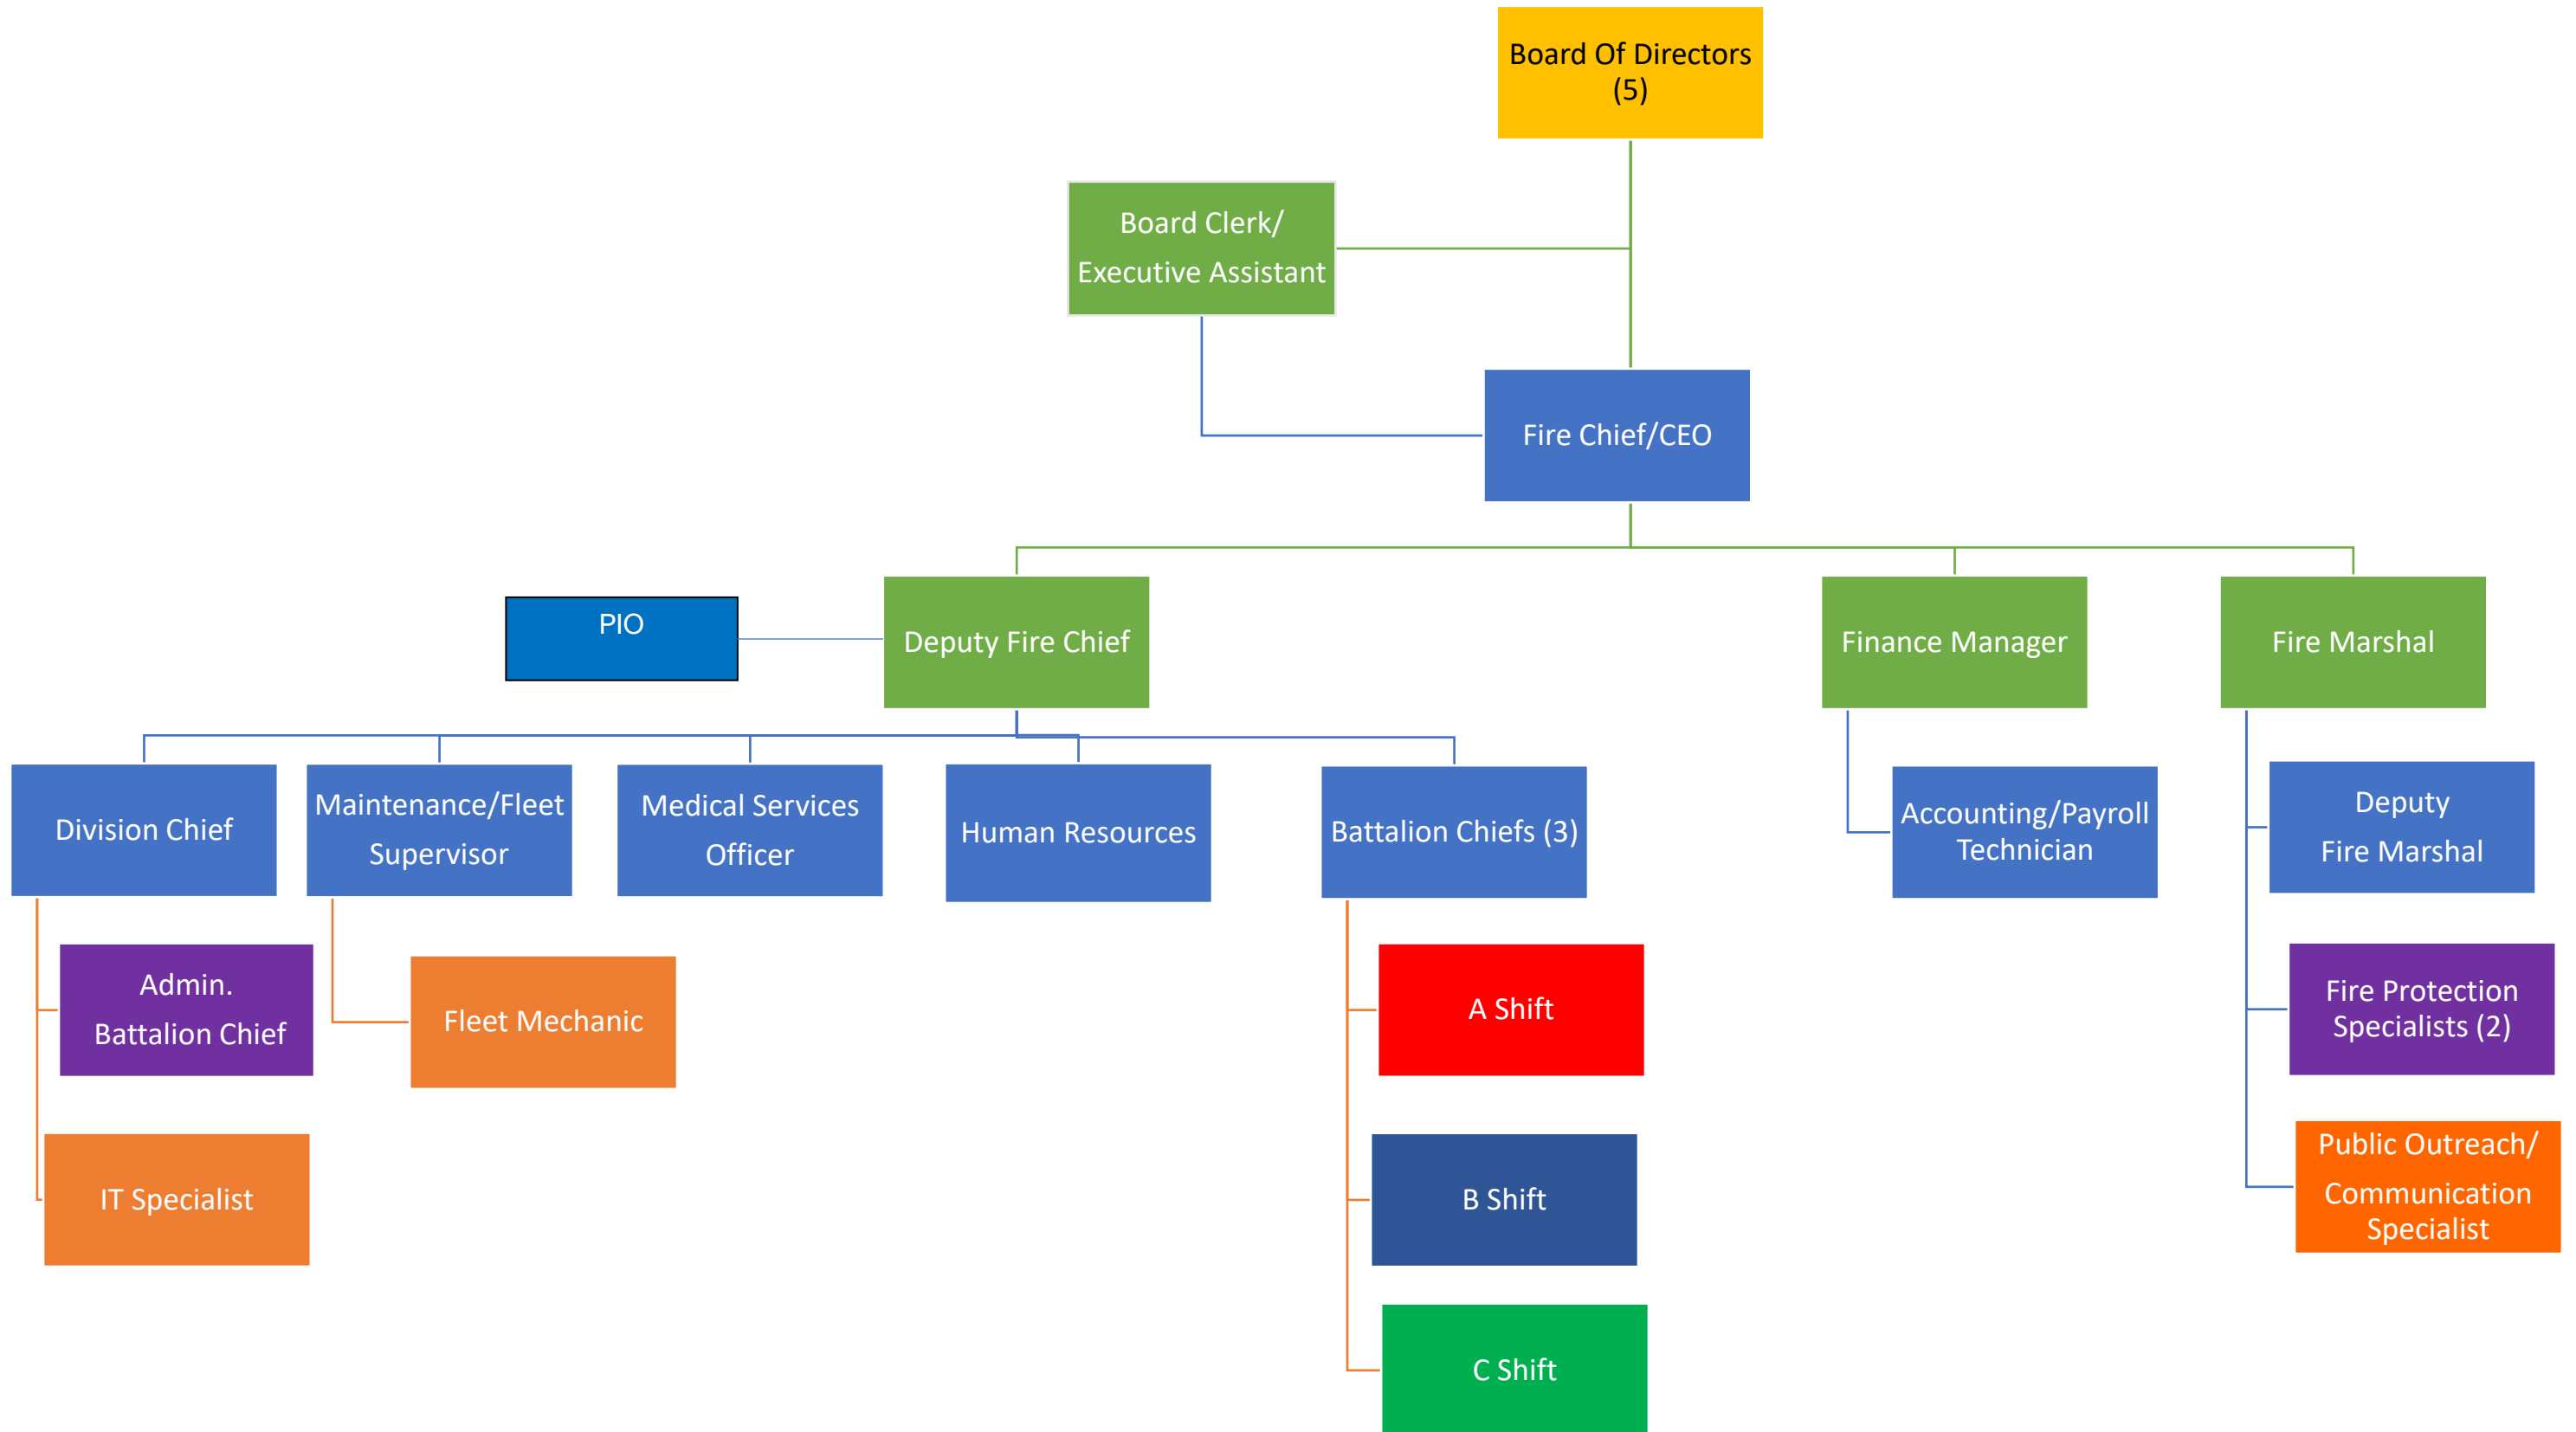 Board Of Directors
(5)
Board Clerk/
Executive Assistant
Fire Chief/CEO
PIO
Deputy Fire Chief
Finance Manager
Fire Marshal
Division Chief
Maintenance/Fleet
Supervisor
Medical Services
Officer
Human Resources
Battalion Chiefs (3)
Accounting/Payroll
Technician
Deputy
Fire Marshal
Admin.
Battalion Chief
Fleet Mechanic
A Shift
Fire Protection
Specialists (2)
IT Specialist
B Shift
Public Outreach/
Communication
Specialist
C Shift